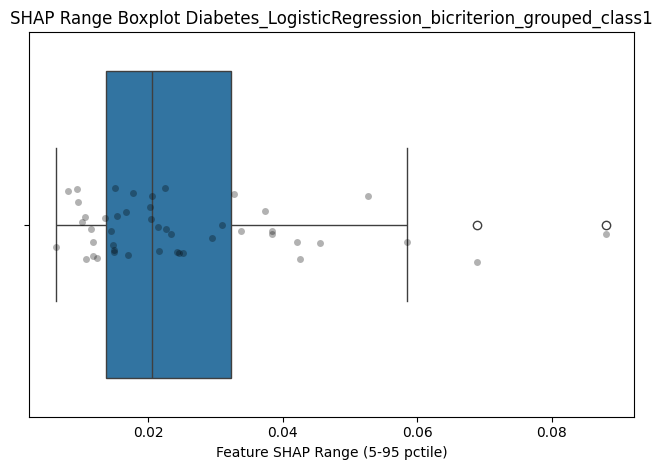 SHAP Range Boxplot Diabetes_LogisticRegression_bicriterion_grouped_class1
0.02 0.04 0.06 0.08
Feature SHAP Range (5-95 pctile)